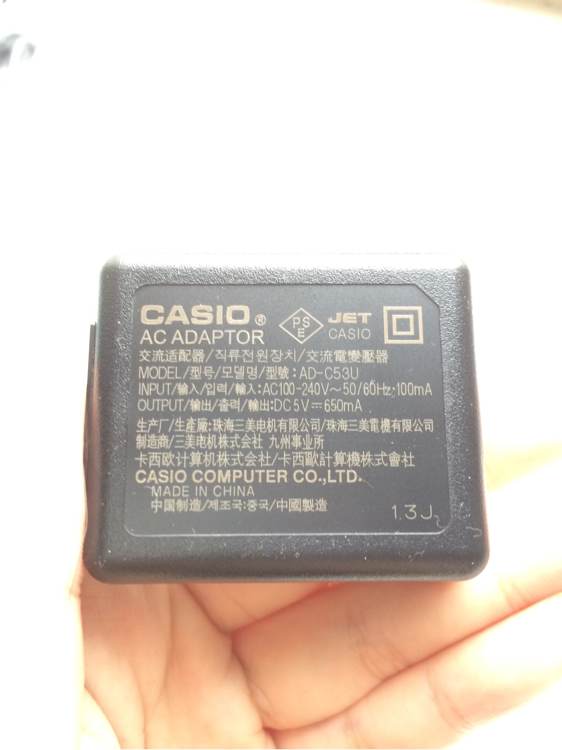 CASIO®
PSE
JET
CASIO
AC ADAPTOR
交流适配器/직류전원장치/交流電變壓器
MODEL/型号/모델명/型號: AD-C53U
INPUT/输入/입력/輸入: AC100-240V~50/60Hz, 100mA
OUTPUT/输出/출력/輸出: DC5V⎓650mA
生产厂/生産廠: 珠海三美电机有限公司/珠海三美電機有限公司
制造商/三美电机株式会社 九州事业所
卡西欧计算机株式会社/卡西歐計算機株式會社
CASIO COMPUTER CO.,LTD.
MADE IN CHINA
中国制造/제조국:중국/中國製造
1.3J